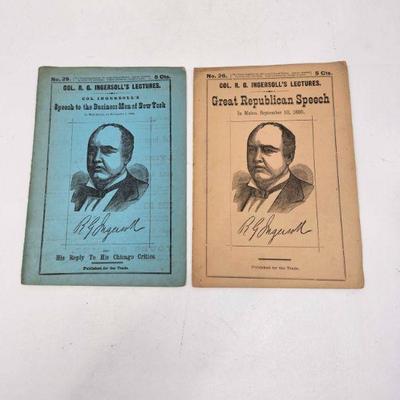 No. 29.
5 Cts.
COL. R. G. INGERSOLL'S LECTURES.
COL. INGERSOLL'S
Speech to the Business Men of New York
R G Ingersoll
His Reply To His Chicago Critics
Published for the Trade.
No. 26.
5 Cts.
COL. R. G. INGERSOLL'S LECTURES.
Great Republican Speech
In Maine, September 10, 1880.
R G Ingersoll
Published for the Trade.